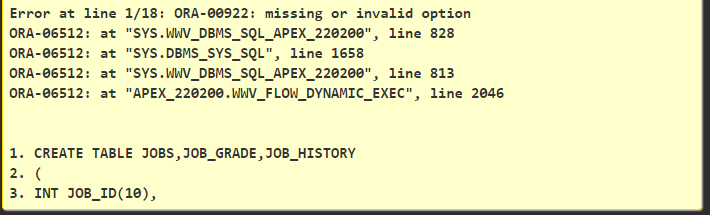 Error at line 1/18: ORA-00922: missing or invalid option
ORA-06512: at "SYS.WWV_DBMS_SQL_APEX_220200", line 828
ORA-06512: at "SYS.DBMS_SYS_SQL", line 1658
ORA-06512: at "SYS.WWV_DBMS_SQL_APEX_220200", line 813
ORA-06512: at "APEX_220200.WWV_FLOW_DYNAMIC_EXEC", line 2046
1. CREATE TABLE JOBS,JOB_GRADE,JOB_HISTORY
2. (
3. INT JOB_ID(10),